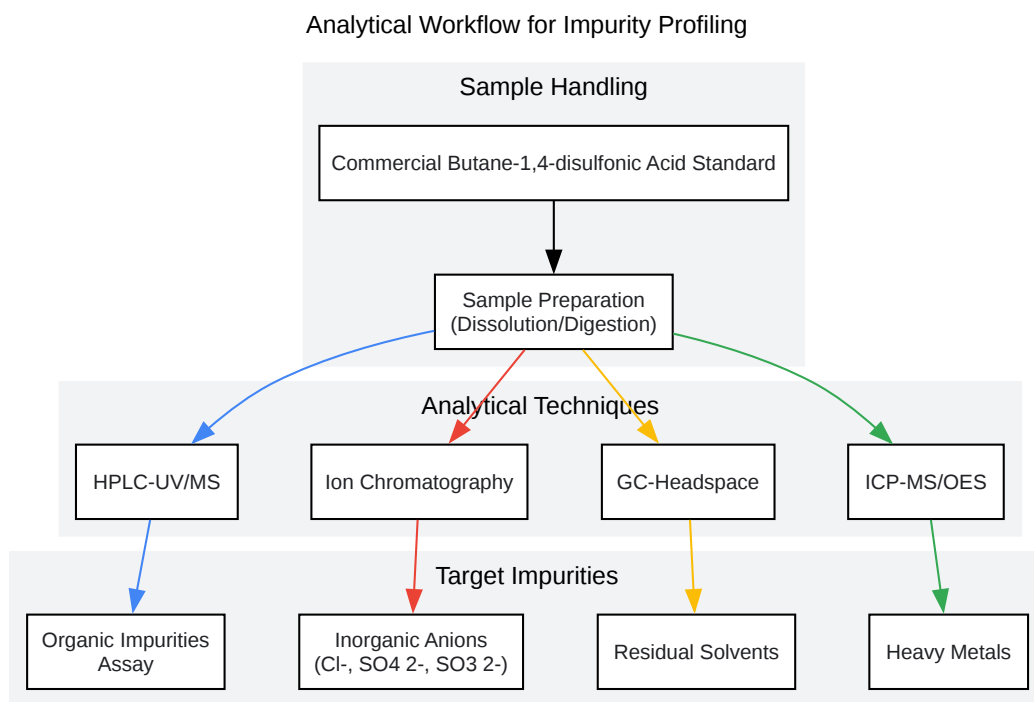 Analytical Workflow for Impurity Profiling
Sample Handling
Commercial Butane-1,4-disulfonic Acid Standard
Sample Preparation
(Dissolution/Digestion)
Analytical Techniques
HPLC-UV/MS
Ion Chromatography
GC-Headspace
ICP-MS/OES
Target Impurities
Organic Impurities
Assay
Inorganic Anions
(Cl-, SO4 2-, SO3 2-)
Residual Solvents
Heavy Metals